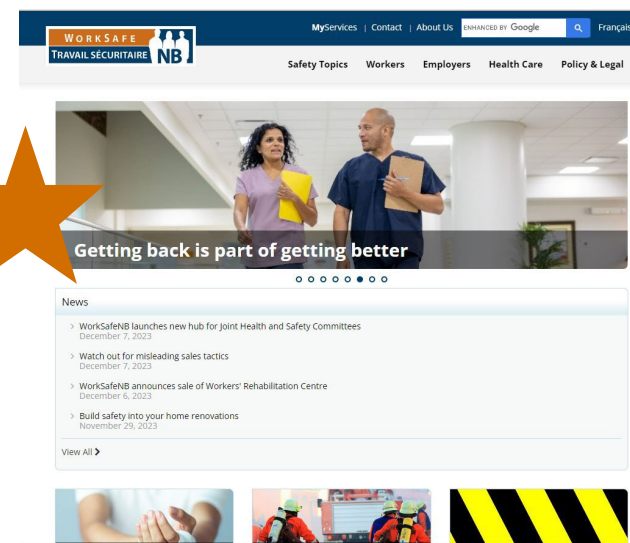 MyServices | Contact | About Us ENHANCED BY Google Français
WORKSAFE
TRAVAIL SÉCURITAIRE NB
Safety Topics Workers Employers Health Care Policy & Legal
Getting back is part of getting better
News
WorkSafeNB launches new hub for Joint Health and Safety Committees
December 7, 2023
Watch out for misleading sales tactics
December 7, 2023
WorkSafeNB announces sale of Workers' Rehabilitation Centre
December 6, 2023
Build safety into your home renovations
November 29, 2023
View All